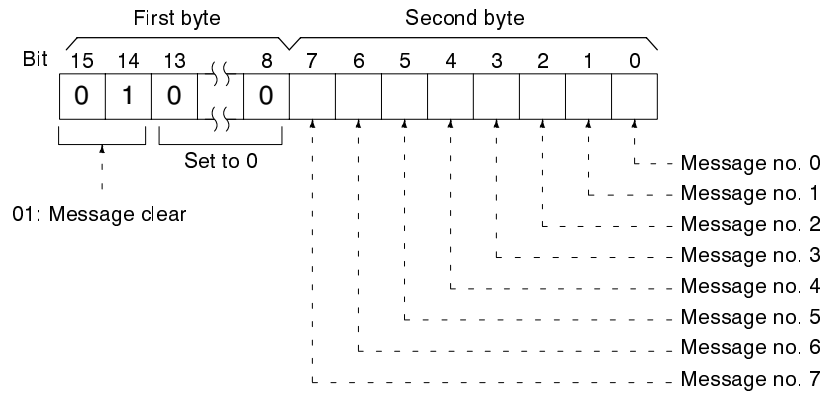 First byte Second byte
Bit 15 14 13 8 7 6 5 4 3 2 1 0
0 1 0 0
Set to 0
01: Message clear
Message no. 0
Message no. 1
Message no. 2
Message no. 3
Message no. 4
Message no. 5
Message no. 6
Message no. 7